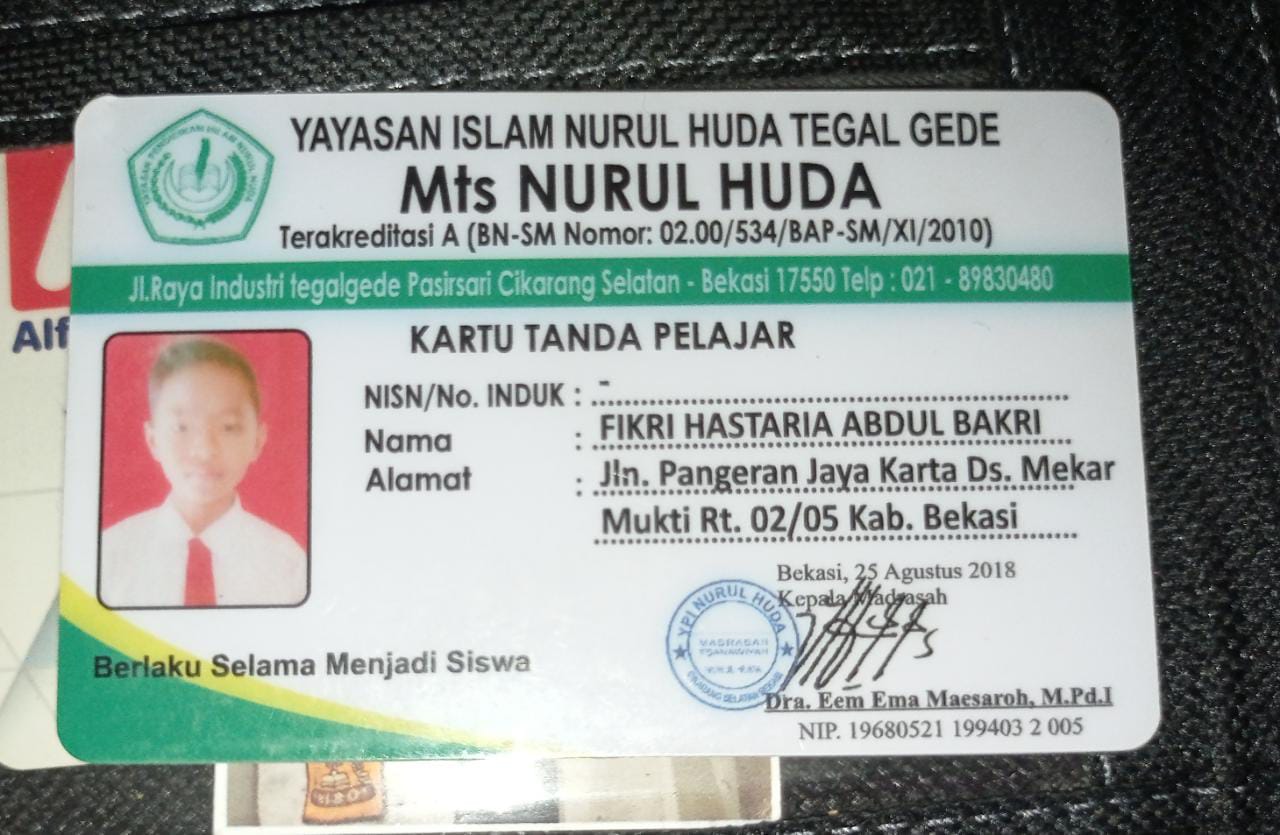 YAYASAN ISLAM NURUL HUDA TEGAL GEDE
Mts NURUL HUDA
Terakreditasi A (BN-SM Nomor: 02.00/534/BAP-SM/XI/2010)
Jl.Raya Industri tegalgede Pasirsari Cikarang Selatan - Bekasi 17550 Telp : 021 - 89830480
Alf
KARTU TANDA PELAJAR
NISN/No. INDUK : -
Nama : FIKRI HASTARIA ABDUL BAKRI
Alamat : Jln. Pangeran Jaya Karta Ds. Mekar
Mukti Rt. 02/05 Kab. Bekasi
Bekasi, 25 Agustus 2018
Kepala Madrasah
YPI NURUL HUDA
MADRASAH
TSANAWIYAH
Berlaku Selama Menjadi Siswa
Dra. Eem Ema Maesaroh, M.Pd.I
NIP. 19680521 199403 2 005